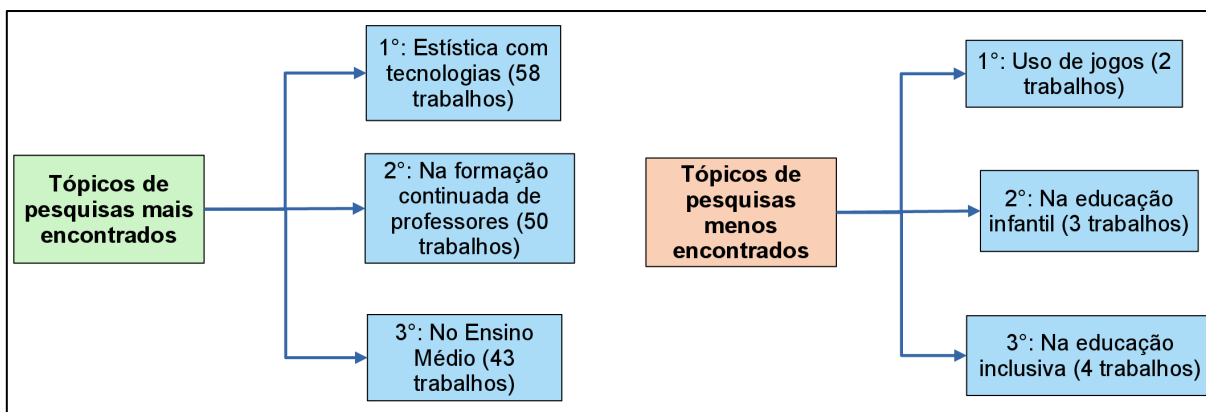 Tópicos de
pesquisas mais
encontrados
1°: Estística com
tecnologias (58
trabalhos)
2°: Na formação
continuada de
professores (50
trabalhos)
3°: No Ensino
Médio (43
trabalhos)
Tópicos de
pesquisas
menos
encontrados
1°: Uso de jogos (2
trabalhos)
2°: Na educação
infantil (3 trabalhos)
3°: Na educação
inclusiva (4 trabalhos)